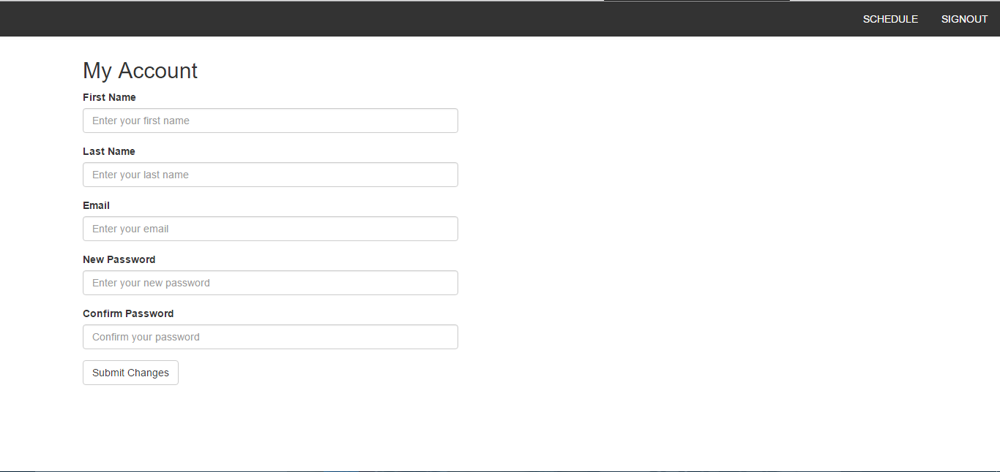 SCHEDULE SIGNOUT
My Account
First Name
Enter your first name
Last Name
Enter your last name
Email
Enter your email
New Password
Enter your new password
Confirm Password
Confirm your password
Submit Changes